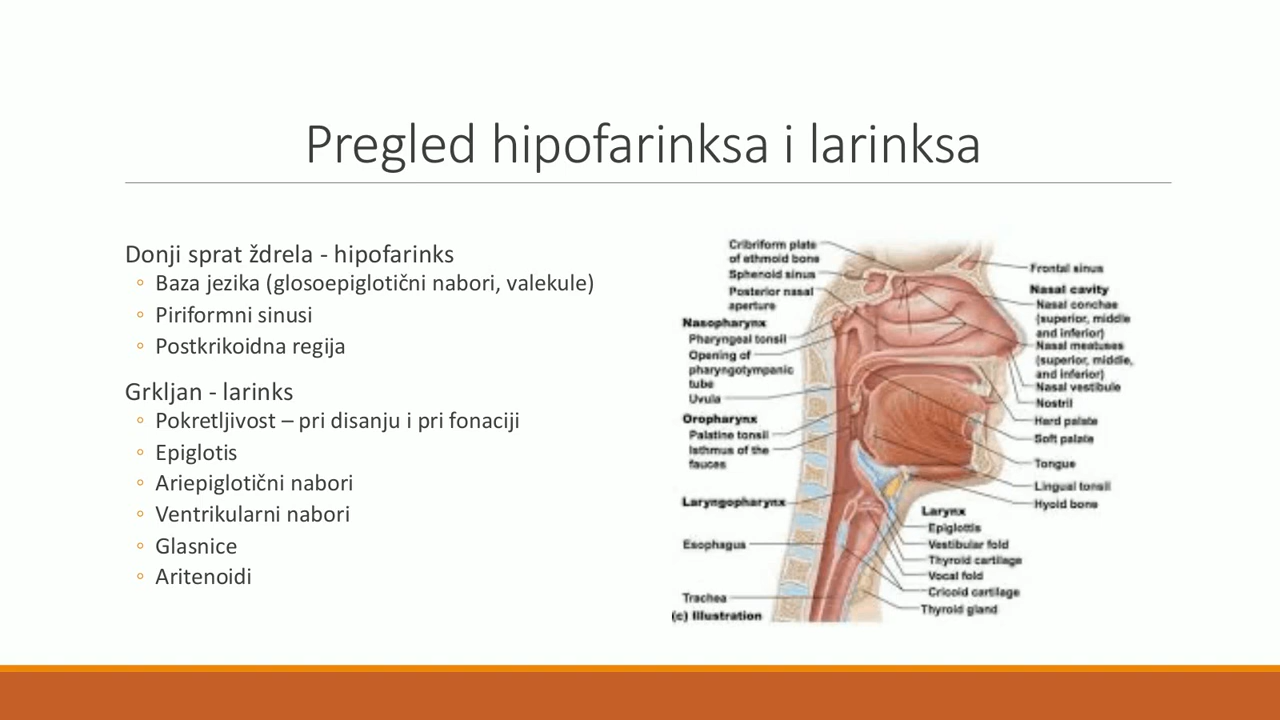 Pregled hipofarinksa i larinksa
Donji sprat ždrela - hipofarinks
◦ Baza jezika (glosoepiglotični nabori, valekule)
◦ Piriformni sinusi
◦ Postkrikoidna regija
Grkljan - larinks
◦ Pokretljivost – pri disanju i pri fonaciji
◦ Epiglotis
◦ Ariepiglotični nabori
◦ Ventrikularni nabori
◦ Glasnice
◦ Aritenoidi
Cribriform plate
of ethmoid bone
Sphenoid sinus
Posterior nasal
aperture
Nasopharynx
Pharyngeal tonsil
Opening of
pharyngotympanic
tube
Uvula
Oropharynx
Palatine tonsil
Isthmus of the
fauces
Laryngopharynx
Esophagus
Trachea
(c) Illustration
Frontal sinus
Nasal cavity
Nasal conchae
(superior, middle
and inferior)
Nasal meatuses
(superior, middle,
and inferior)
Nasal vestibule
Nostril
Hard palate
Soft palate
Tongue
Lingual tonsil
Hyoid bone
Larynx
Epiglottis
Vestibular fold
Thyroid cartilage
Vocal fold
Cricoid cartilage
Thyroid gland